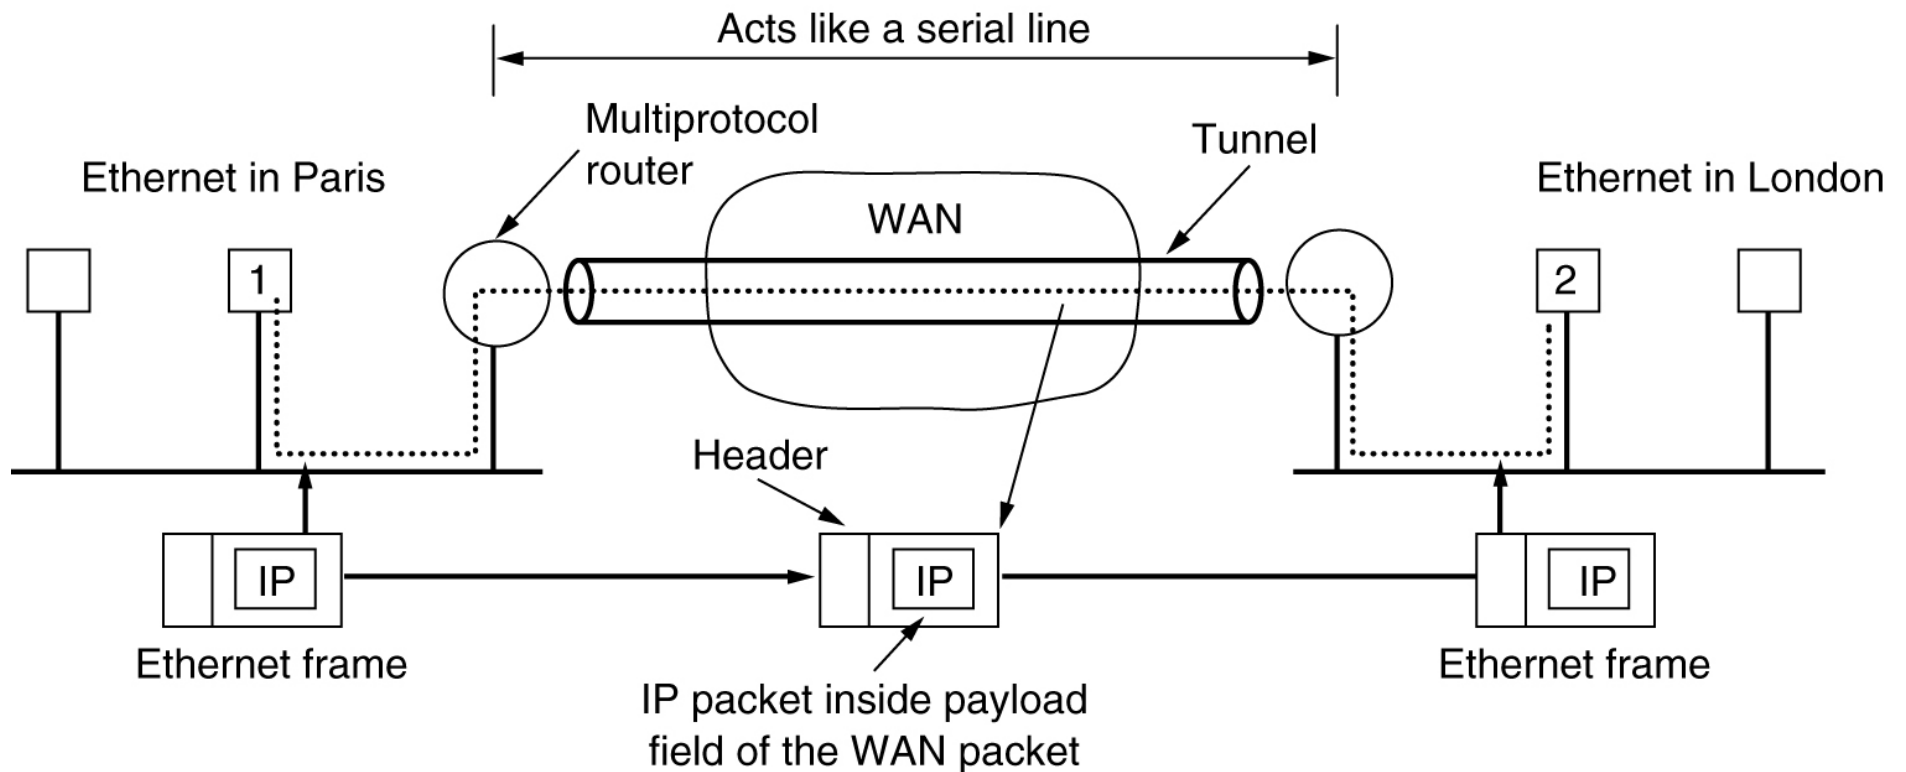 Acts like a serial line
Multiprotocol
router
Tunnel
Ethernet in Paris
Ethernet in London
WAN
1
2
Header
IP
IP
IP
Ethernet frame
Ethernet frame
IP packet inside payload
field of the WAN packet